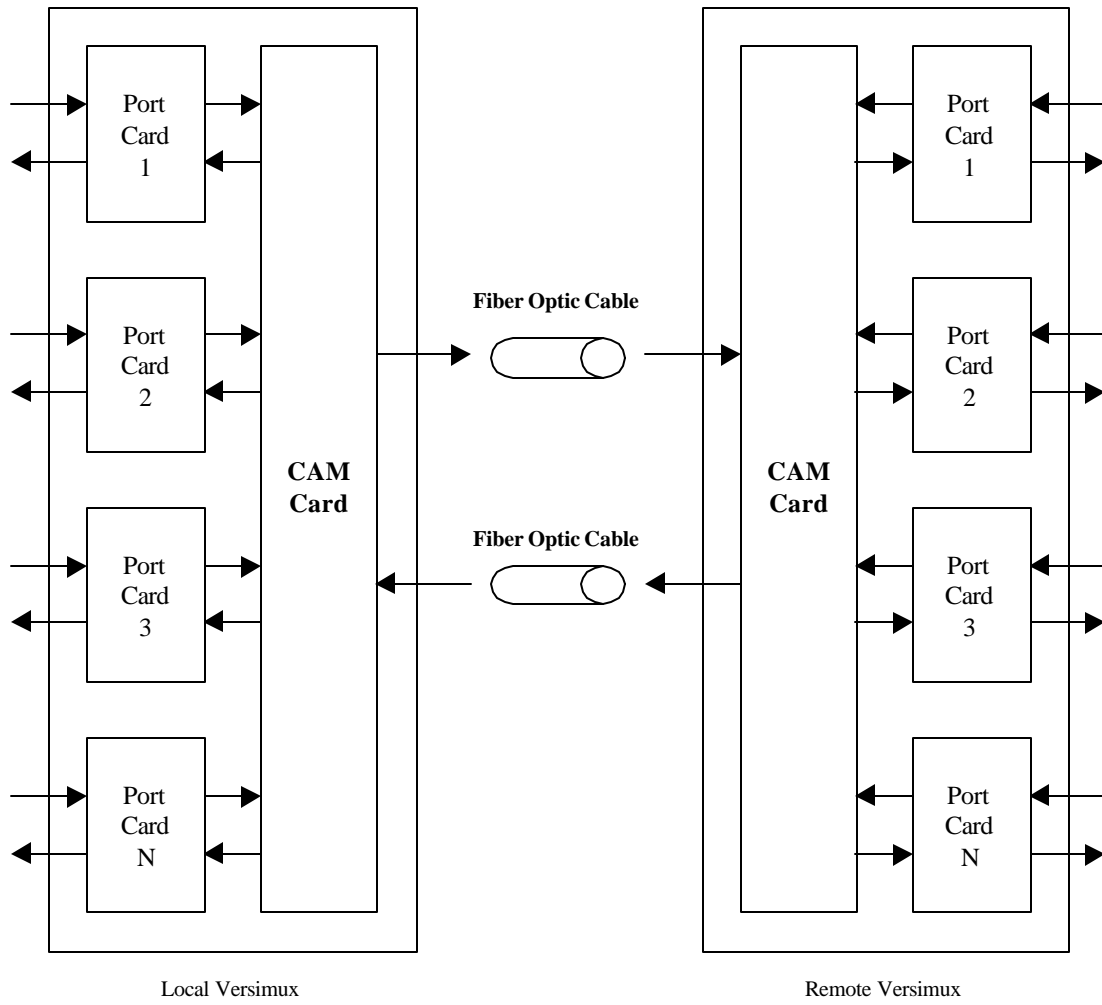 Port
Card
1
Port
Card
2
Port
Card
3
Port
Card
N
CAM
Card
Fiber Optic Cable
Fiber Optic Cable
CAM
Card
Port
Card
1
Port
Card
2
Port
Card
3
Port
Card
N
Local Versimux
Remote Versimux